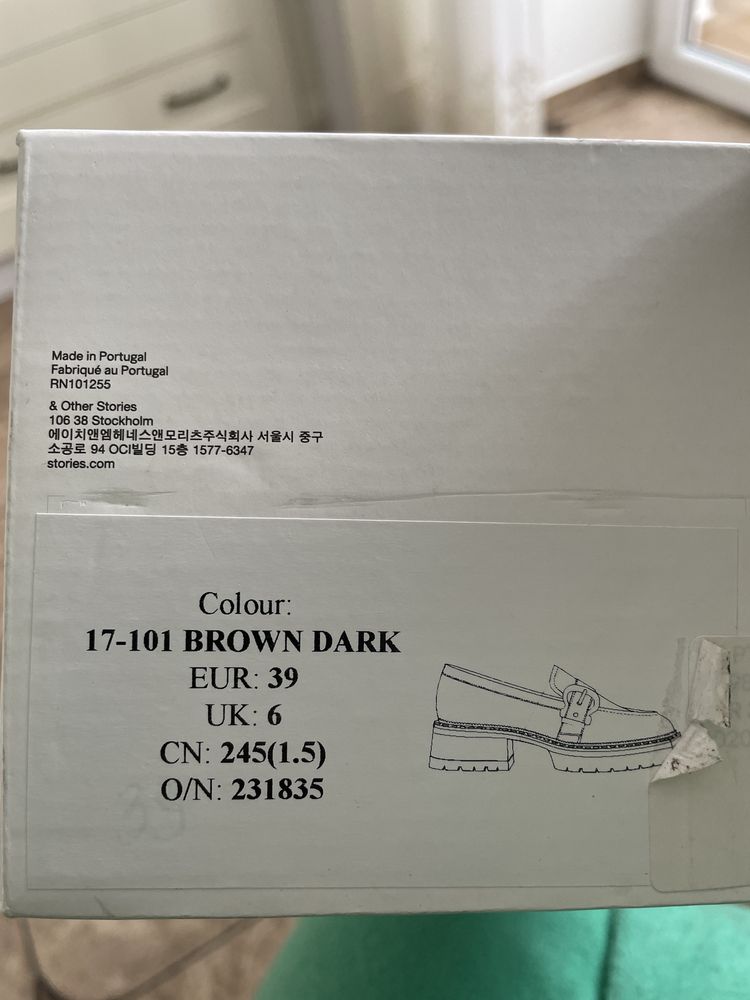 Made in Portugal
Fabriqué au Portugal
RN101255
& Other Stories
106 38 Stockholm
에이치앤엠헤네스앤모리츠주식회사 서울시 중구
소공로 94 OCI빌딩 15층 1577-6347
stories.com
Colour:
17-101 BROWN DARK
EUR: 39
UK: 6
CN: 245(1.5)
O/N: 231835
39